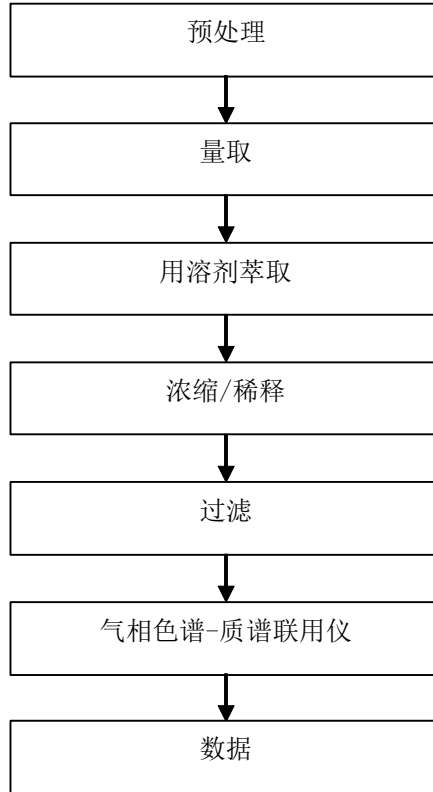 预处理
量取
用溶剂萃取
浓缩/稀释
过滤
气相色谱-质谱联用仪
数据